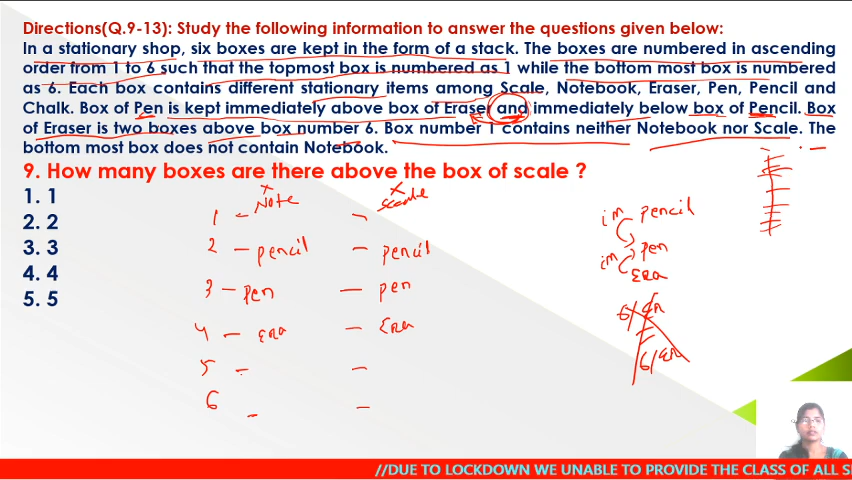 Directions(Q.9-13): Study the following information to answer the questions given below:
In a stationary shop, six boxes are kept in the form of a stack. The boxes are numbered in ascending
order from 1 to 6 such that the topmost box is numbered as 1 while the bottom most box is numbered
as 6. Each box contains different stationary items among Scale, Notebook, Eraser, Pen, Pencil and
Chalk. Box of Pen is kept immediately above box of Eraser and immediately below box of Pencil. Box
of Eraser is two boxes above box number 6. Box number 1 contains neither Notebook nor Scale. The
bottom most box does not contain Notebook.
9. How many boxes are there above the box of scale ?
1. 1
2. 2
3. 3
4. 4
5. 5
x x
Note Scale
1 - -
2 - pencil - pencil
3 - pen - pen
4 - ERA - ERA
5 - -
6 - -
im pencil
pen
im ERA
6/ER
6/ER
//DUE TO LOCKDOWN WE UNABLE TO PROVIDE THE CLASS OF ALL S